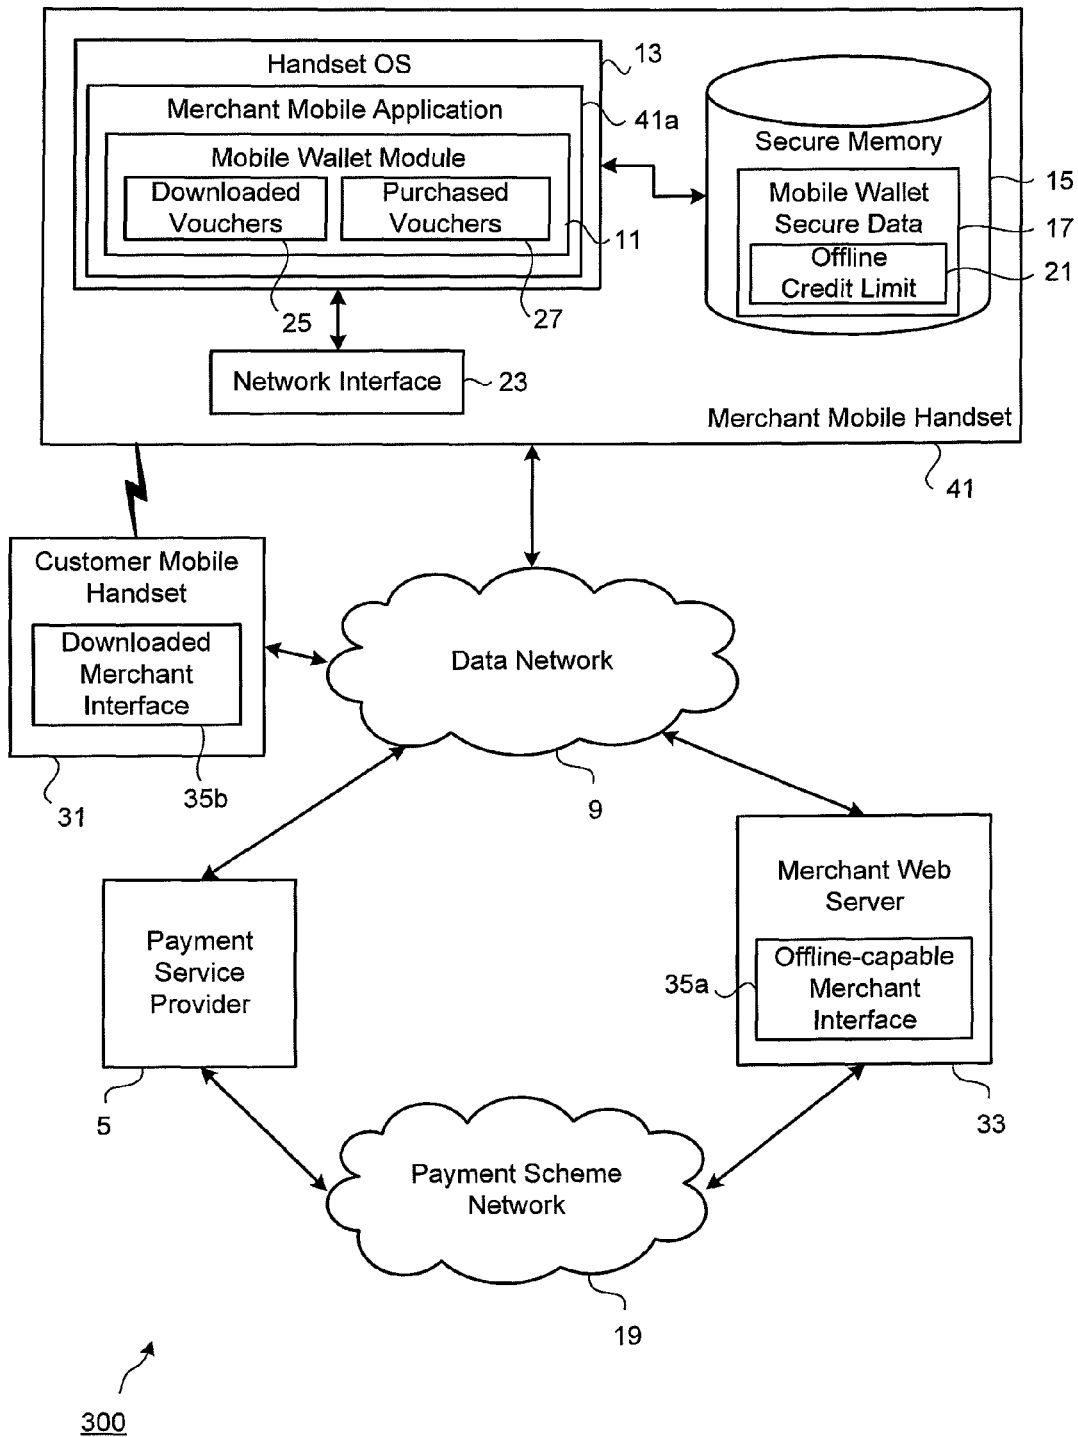 Handset OS
13
Merchant Mobile Application
41a
Mobile Wallet Module
Downloaded
Vouchers
Purchased
Vouchers
11
25
27
Secure Memory
15
Mobile Wallet
Secure Data
17
Offline
Credit Limit
21
Network Interface
23
Merchant Mobile Handset
41
Customer Mobile
Handset
Downloaded
Merchant
Interface
31
35b
Data Network
9
Payment
Service
Provider
5
Merchant Web
Server
Offline-capable
Merchant
Interface
35a
33
Payment Scheme
Network
19
300